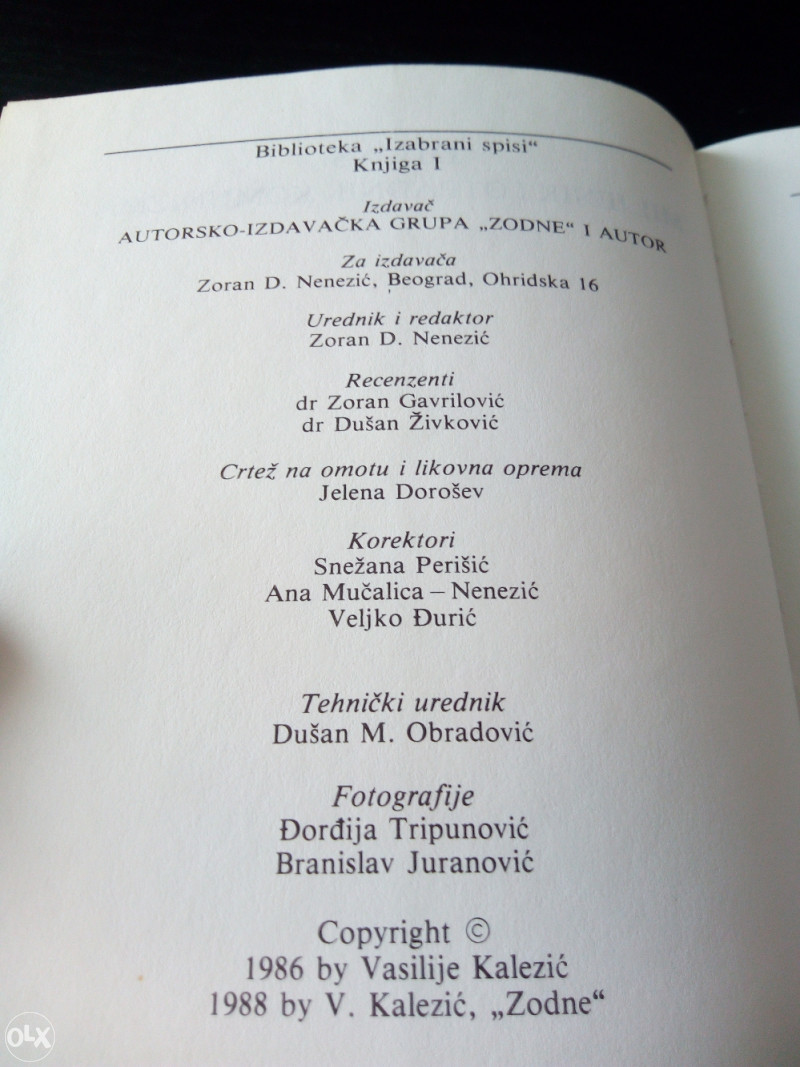 Biblioteka „Izabrani spisi“
Knjiga I
Izdavač
AUTORSKO-IZDAVAČKA GRUPA „ZODNE“ I AUTOR
Za izdavača
Zoran D. Nenezić, Beograd, Ohridska 16
Urednik i redaktor
Zoran D. Nenezić
Recenzenti
dr Zoran Gavrilović
dr Dušan Živković
Crtež na omotu i likovna oprema
Jelena Dorošev
Korektori
Snežana Perišić
Ana Mučalica – Nenezić
Veljko Đurić
Tehnički urednik
Dušan M. Obradović
Fotografije
Đorđija Tripunović
Branislav Juranović
Copyright ©
1986 by Vasilije Kalezić
1988 by V. Kalezić, „Zodne“
OLX